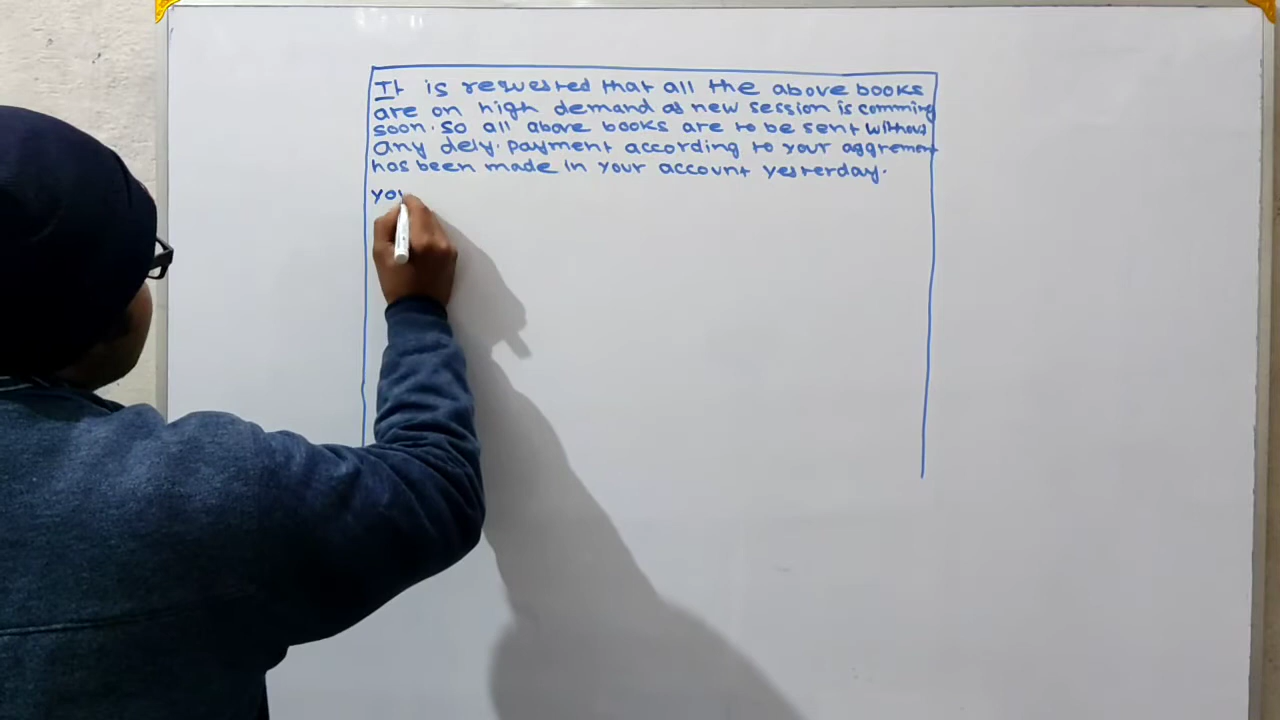 It is requested that all the above books
are on high demand as new session is comming
soon. So all above books are to be sent without
any dely. payment according to your aggrement
has been made in your account yesterday.
you